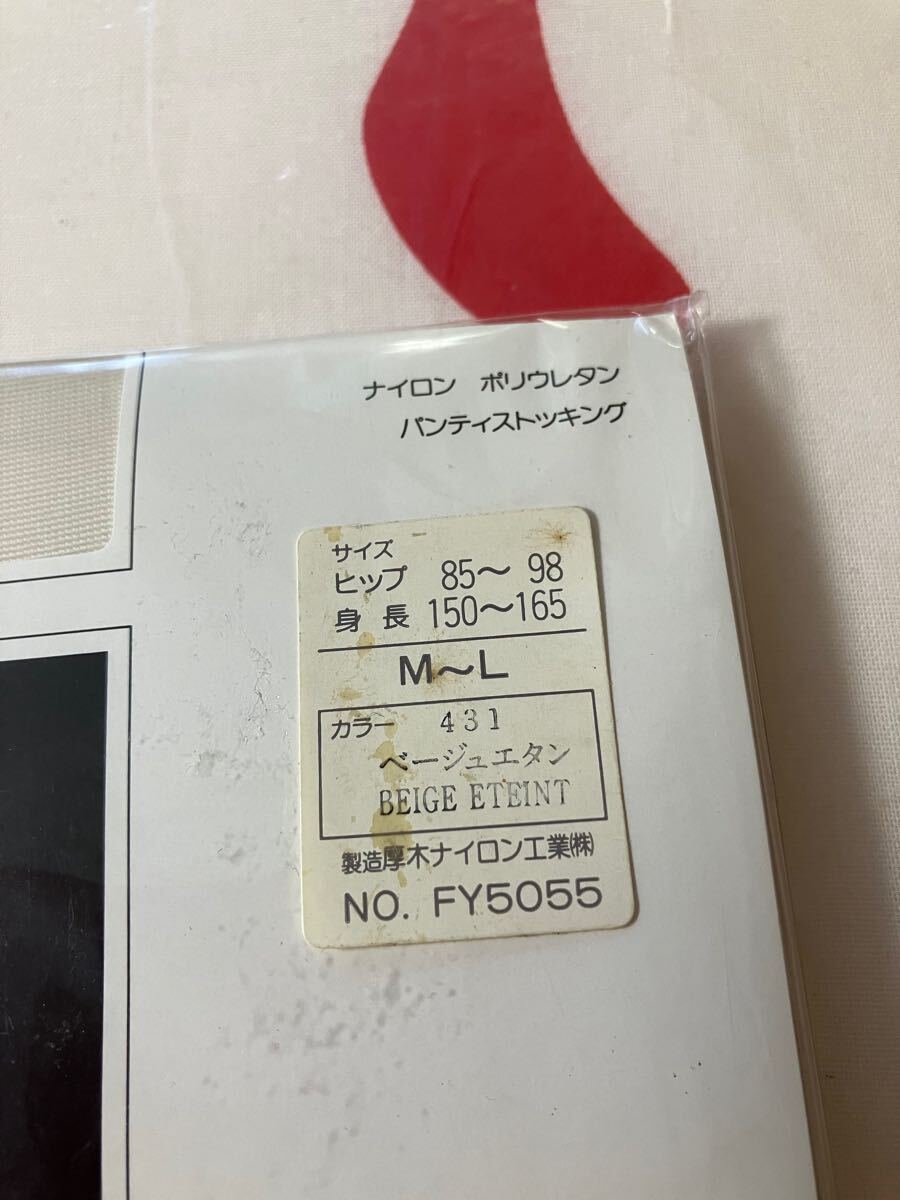 ナイロン ポリウレタン
パンティストッキング
サイズ
ヒップ 85～98
身長 150～165
M～L
カラー 431
ベージュエタン
BEIGE ETEINT
製造厚木ナイロン工業㈱
NO. FY5055